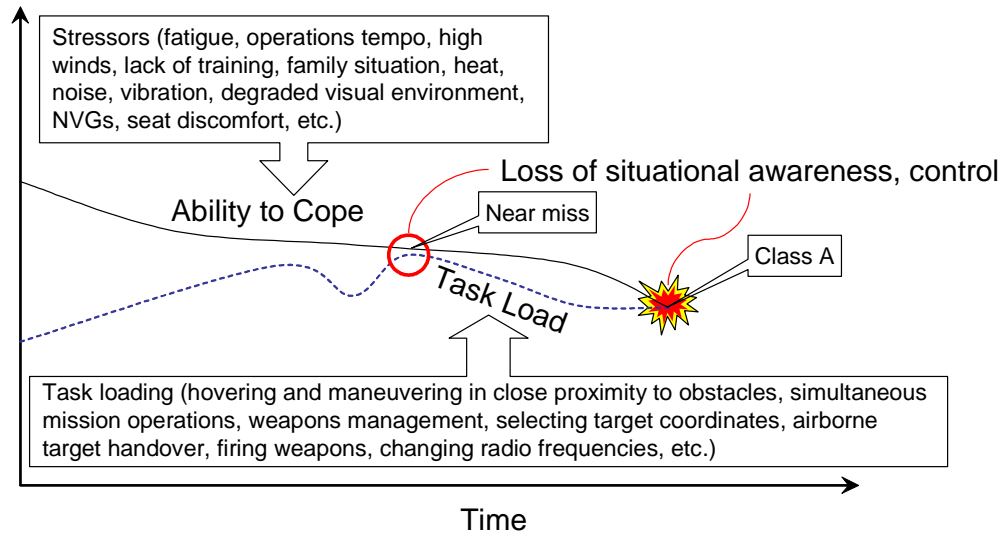 Stressors (fatigue, operations tempo, high
winds, lack of training, family situation, heat,
noise, vibration, degraded visual environment,
NVGs, seat discomfort, etc.)
Loss of situational awareness, control
Ability to Cope
Near miss
Class A
Task Load
Task loading (hovering and maneuvering in close proximity to obstacles, simultaneous
mission operations, weapons management, selecting target coordinates, airborne
target handover, firing weapons, changing radio frequencies, etc.)
Time